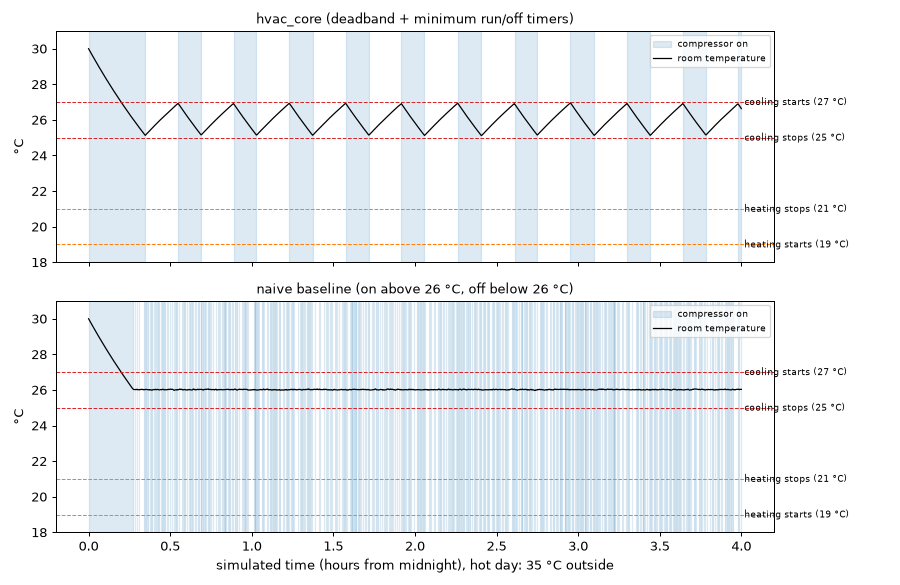 hvac_core (deadband + minimum run/off timers)
compressor on
room temperature
30
28
26
24
22
20
18
°C
cooling starts (27 °C)
cooling stops (25 °C)
heating stops (21 °C)
heating starts (19 °C)
naive baseline (on above 26 °C, off below 26 °C)
compressor on
room temperature
30
28
26
24
22
20
18
°C
cooling starts (27 °C)
cooling stops (25 °C)
heating stops (21 °C)
heating starts (19 °C)
0.0 0.5 1.0 1.5 2.0 2.5 3.0 3.5 4.0
simulated time (hours from midnight), hot day: 35 °C outside